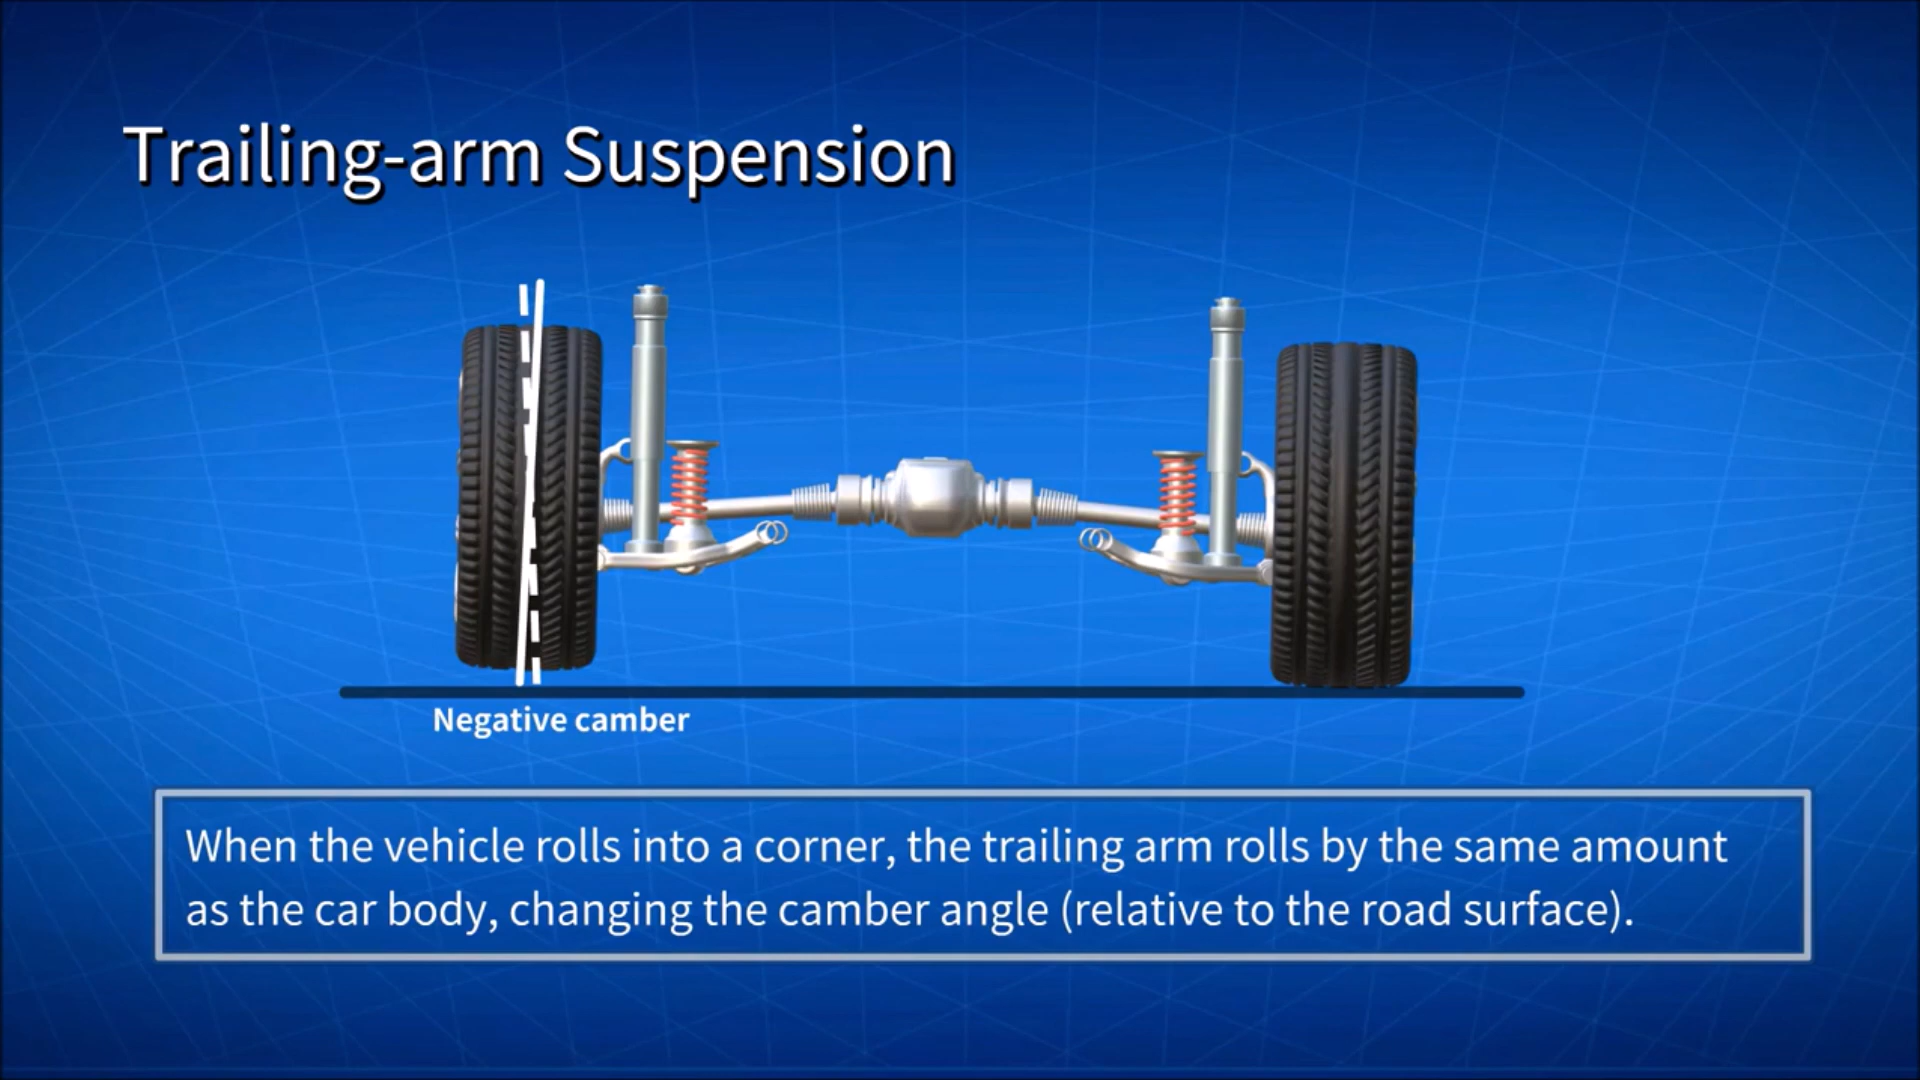 Trailing-arm Suspension
Negative camber
When the vehicle rolls into a corner, the trailing arm rolls by the same amount
as the car body, changing the camber angle (relative to the road surface).